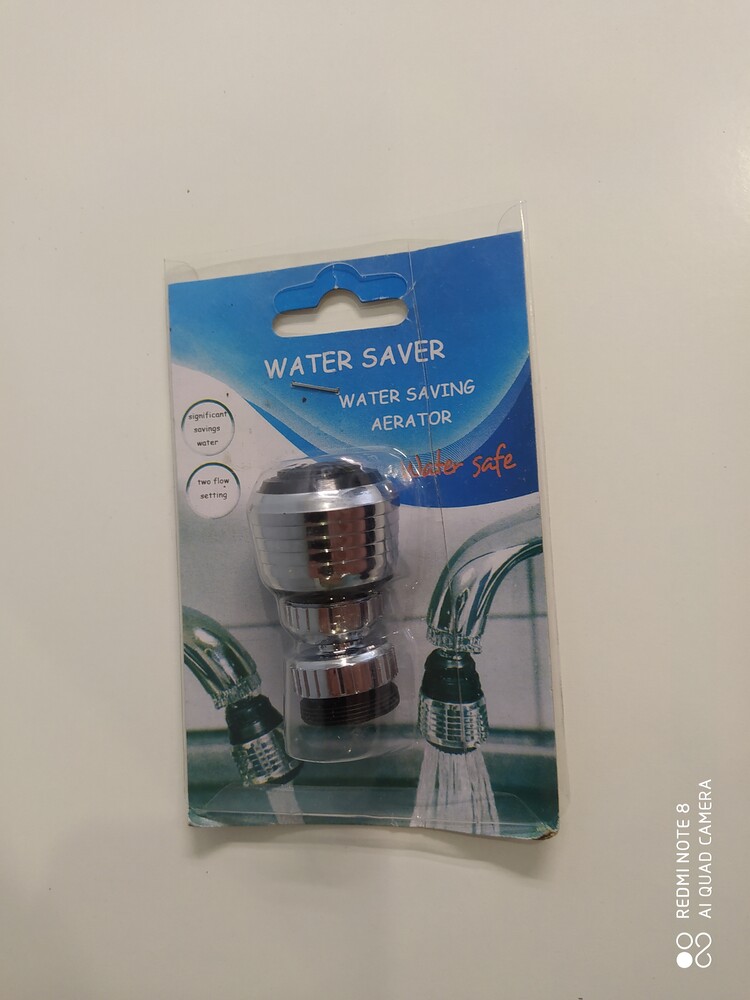 WATER SAVER
WATER SAVING
AERATOR
Water safe
significant
savings
water
two flow
setting
REDMI NOTE 8
AI QUAD CAMERA